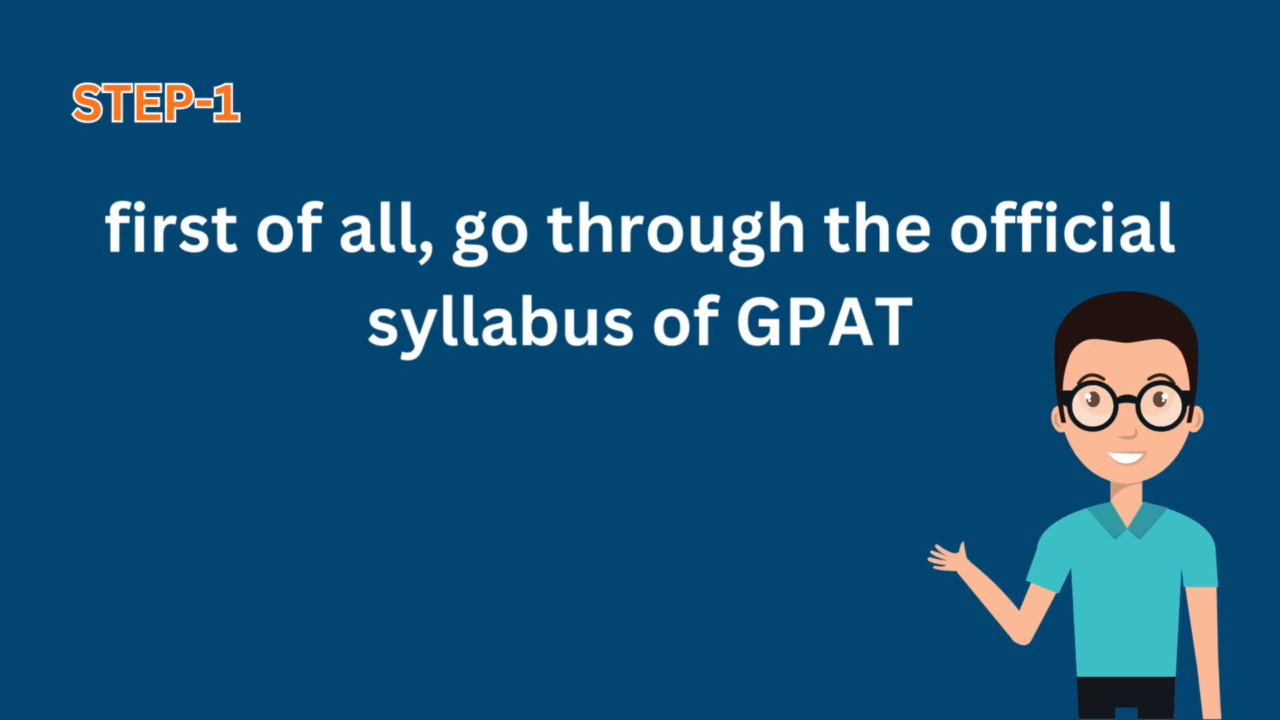 STEP-1
first of all, go through the official
syllabus of GPAT